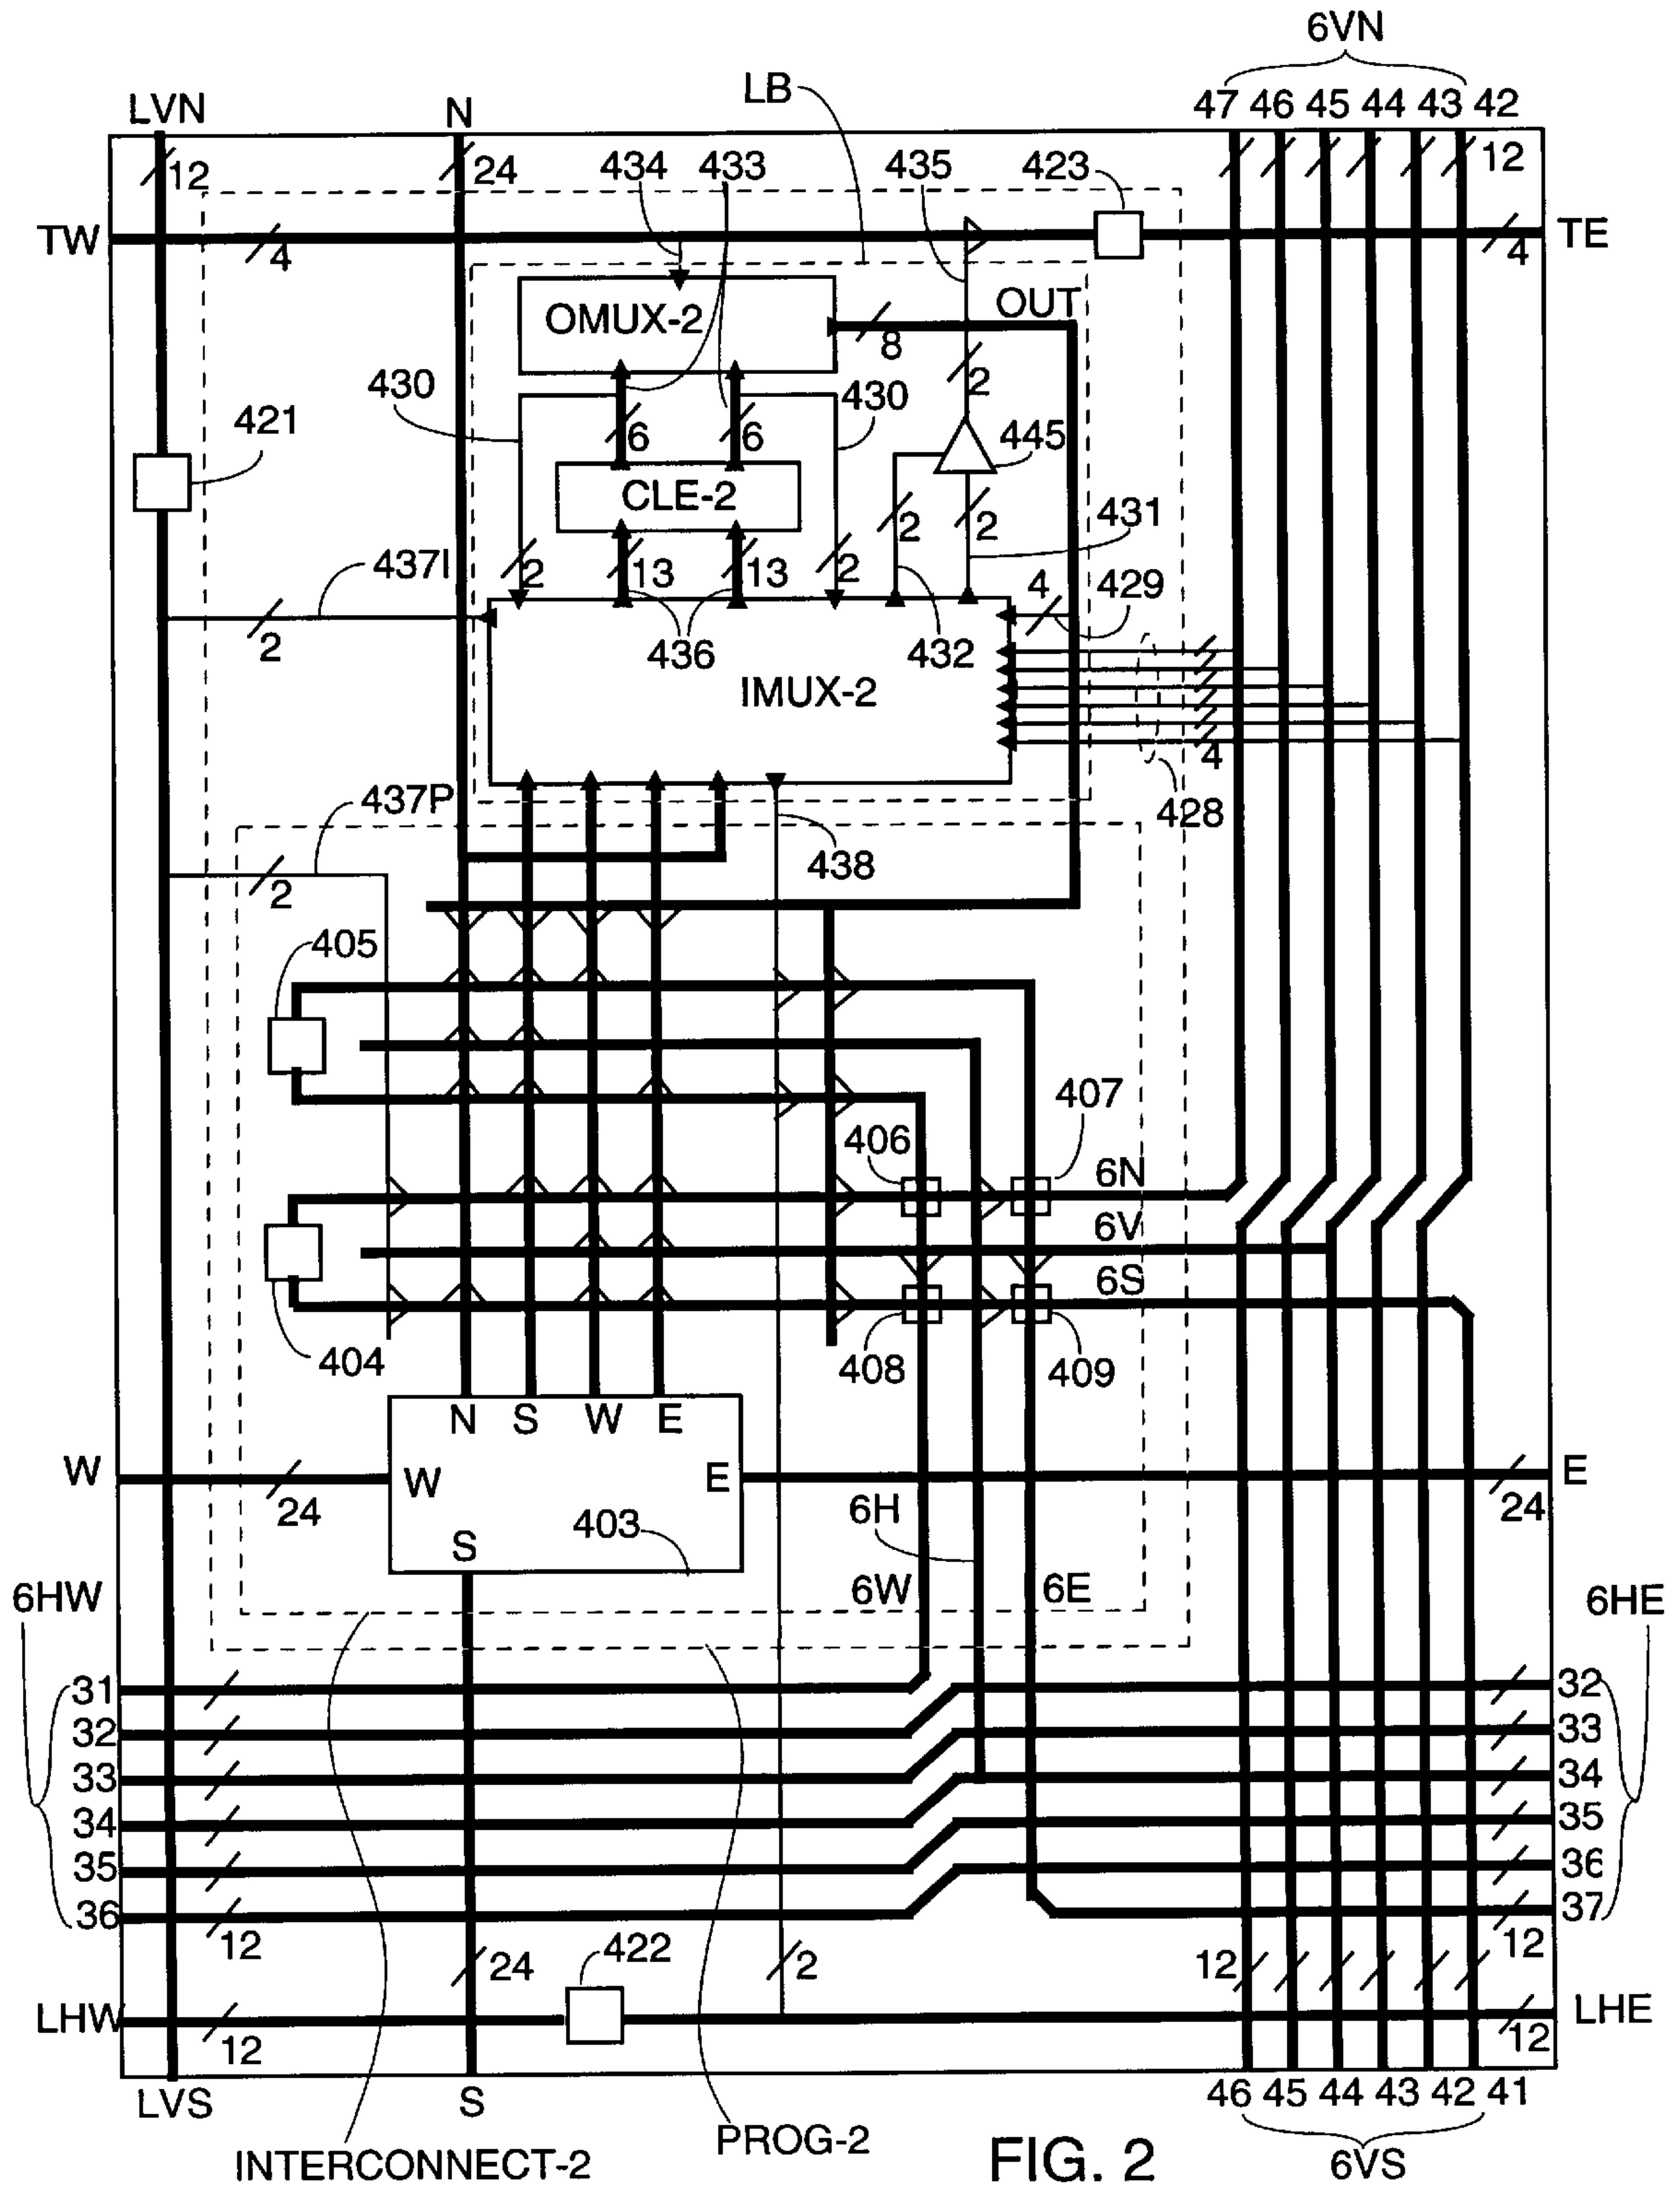 6VN
LB
47 46 45 44 43 42
LVN
N
12
24
434 433 435 423
12
TW
4
TE
4
OMUX-2
OUT
8
2
430
430
421
6
6
445
CLE-2
2
2
431
437I
2
13
13
2
4
429
2
436
432
IMUX-2
4
437P
428
438
2
405
407
406
6N
6V
6S
404
408
409
N S W E
W
W
E
E
24
24
6H
403
S
6HW
6W
6E
6HE
31
32
32
33
33
34
34
35
35
36
36
37
12
12
422
24
2
12
LHW
LHE
12
12
LVS
S
46 45 44 43 42 41
PROG-2
INTERCONNECT-2
FIG. 2
6VS